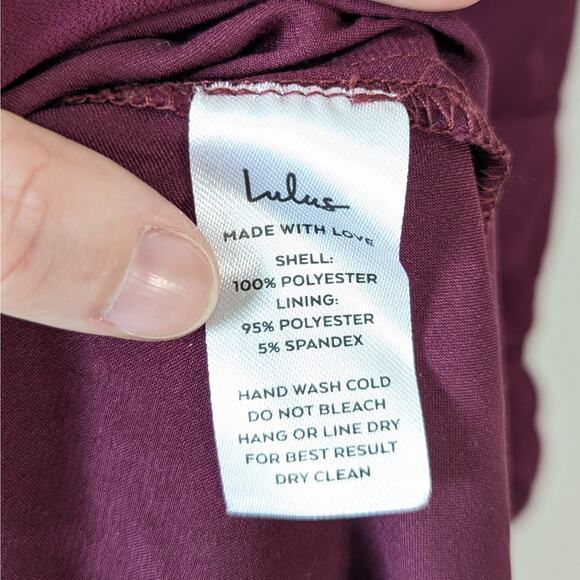 Lulus
MADE WITH LOVE
SHELL:
100% POLYESTER
LINING:
95% POLYESTER
5% SPANDEX
HAND WASH COLD
DO NOT BLEACH
HANG OR LINE DRY
FOR BEST RESULT
DRY CLEAN